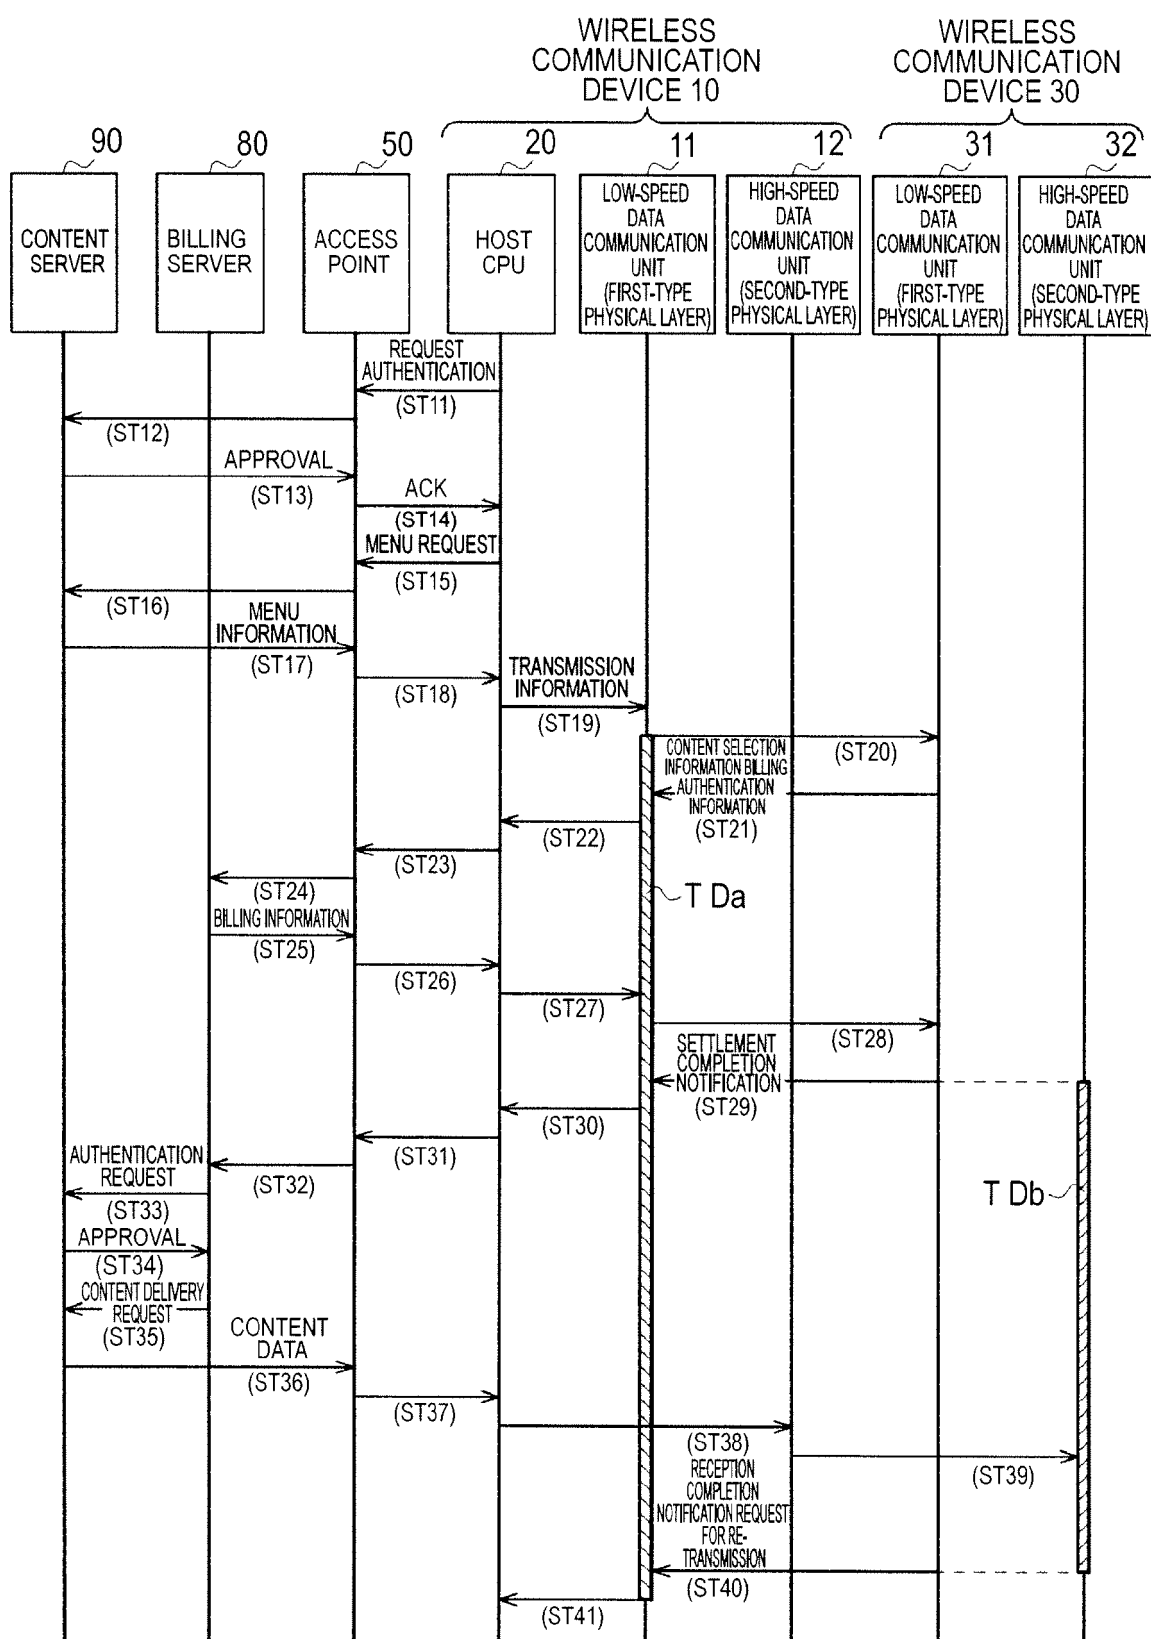 WIRELESS
COMMUNICATION
DEVICE 10
WIRELESS
COMMUNICATION
DEVICE 30
90
80
50
20
11
12
31
32
CONTENT
SERVER
BILLING
SERVER
ACCESS
POINT
HOST
CPU
LOW-SPEED
DATA
COMMUNICATION
UNIT
(FIRST-TYPE
PHYSICAL LAYER)
HIGH-SPEED
DATA
COMMUNICATION
UNIT
(SECOND-TYPE
PHYSICAL LAYER)
LOW-SPEED
DATA
COMMUNICATION
UNIT
(FIRST-TYPE
PHYSICAL LAYER)
HIGH-SPEED
DATA
COMMUNICATION
UNIT
(SECOND-TYPE
PHYSICAL LAYER)
REQUEST
AUTHENTICATION
(ST11)
(ST12)
APPROVAL
(ST13)
ACK
(ST14)
MENU REQUEST
(ST15)
(ST16)
MENU
INFORMATION
(ST17)
(ST18)
TRANSMISSION
INFORMATION
(ST19)
(ST20)
CONTENT SELECTION
INFORMATION BILLING
AUTHENTICATION
INFORMATION
(ST21)
(ST22)
(ST23)
(ST24)
T Da
BILLING INFORMATION
(ST25)
(ST26)
(ST27)
(ST28)
SETTLEMENT
COMPLETION
NOTIFICATION
(ST29)
(ST30)
(ST31)
(ST32)
AUTHENTICATION
REQUEST
(ST33)
T Db
APPROVAL
(ST34)
CONTENT DELIVERY
REQUEST
(ST35)
CONTENT
DATA
(ST36)
(ST37)
(ST38)
(ST39)
RECEPTION
COMPLETION
NOTIFICATION REQUEST
FOR RE-
TRANSMISSION
(ST40)
(ST41)